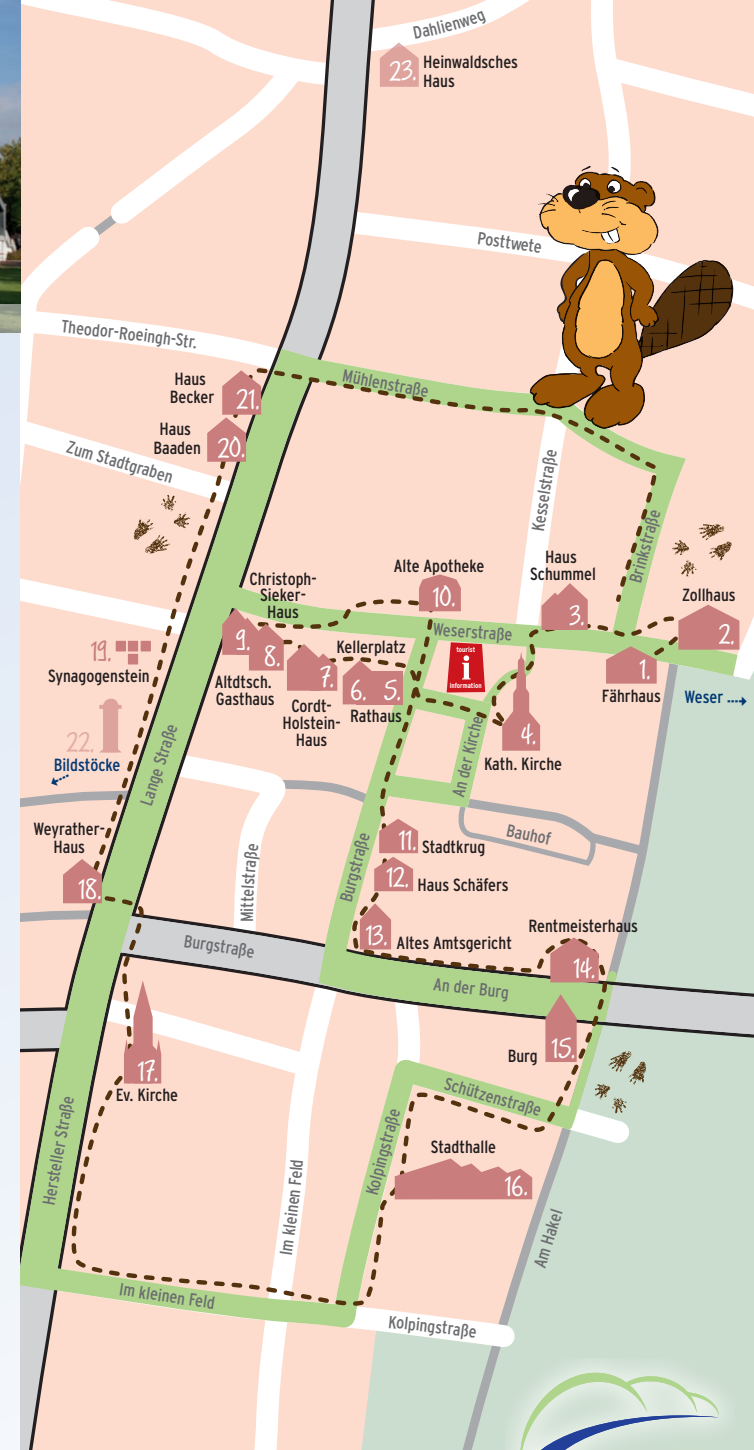 Dahlienweg
23.
Heinwaldsches
Haus
Posttwete
Theodor-Roeingh-Str.
Haus
Becker
21.
Mühlenstraße
Haus
Baaden
20.
Zum Stadtgraben
Kesselstraße
Brinkstraße
Christoph-
Sieker-
Haus
Alte Apotheke
10.
Haus
Schummel
3.
Zollhaus
2.
Weserstraße
9.
8.
Altdtsch.
Gasthaus
7.
Cordt-
Holstein-
Haus
Kellerplatz
6. 5.
Rathaus
tourist
i
information
1.
Fährhaus
Weser
19.
Synagogenstein
22.
Bildstöcke
4.
Kath. Kirche
An der Kirche
Lange Straße
Weyrather-
Haus
18.
Mittelstraße
Burgstraße
11.
Stadtkrug
Bauhof
12.
Haus Schäfers
13.
Altes Amtsgericht
Rentmeisterhaus
14.
Burgstraße
An der Burg
Burg
15.
17.
Ev. Kirche
Schützenstraße
Kolpingstraße
Stadthalle
16.
Hersteller Straße
Im kleinen Feld
Am Hakel
Im kleinen Feld
Kolpingstraße